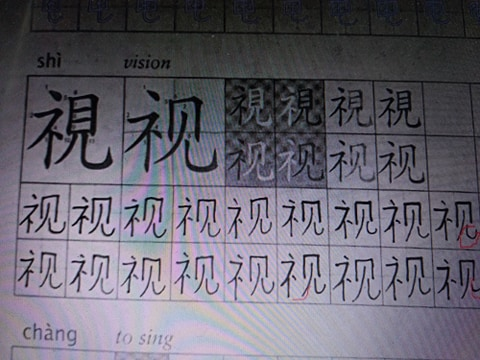 shì vision
視 视 視 視 視 視
视 视 视 视
视 视 视 视 视 视 视 视 视
视 视 视 视 视 视 视 视 视
chàng to sing